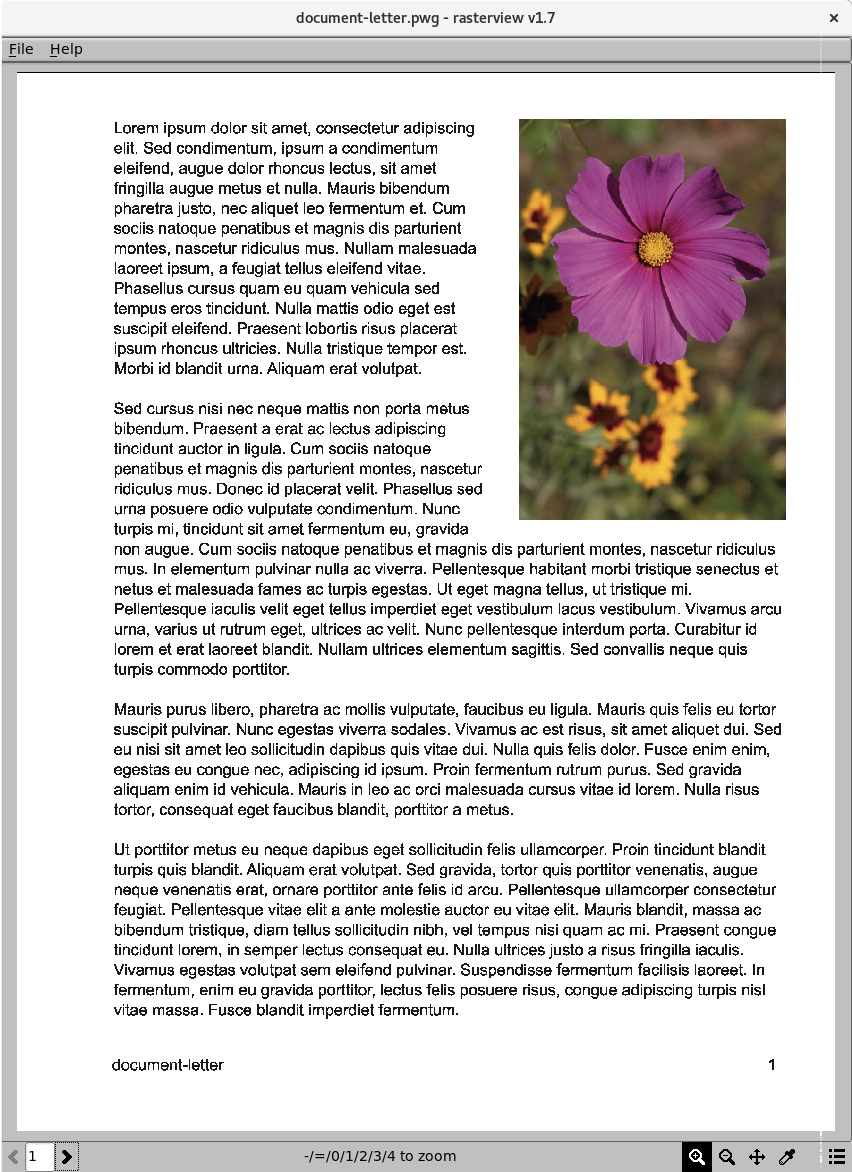 document-letter.pwg - rasterview v1.7
File Help
Lorem ipsum dolor sit amet, consectetur adipiscing
elit. Sed condimentum, ipsum a condimentum
eleifend, augue dolor rhoncus lectus, sit amet
fringilla augue metus et nulla. Mauris bibendum
pharetra justo, nec aliquet leo fermentum et. Cum
sociis natoque penatibus et magnis dis parturient
montes, nascetur ridiculus mus. Nullam malesuada
laoreet ipsum, a feugiat tellus eleifend vitae.
Phasellus cursus quam eu quam vehicula sed
tempus eros tincidunt. Nulla mattis odio eget est
suscipit eleifend. Praesent lobortis risus placerat
ipsum rhoncus ultricies. Nulla tristique tempor est.
Morbi id blandit urna. Aliquam erat volutpat.
Sed cursus nisi nec neque mattis non porta metus
bibendum. Praesent a erat ac lectus adipiscing
tincidunt auctor in ligula. Cum sociis natoque
penatibus et magnis dis parturient montes, nascetur
ridiculus mus. Donec id placerat velit. Phasellus sed
urna posuere odio vulputate condimentum. Nunc
turpis mi, tincidunt sit amet fermentum eu, gravida
non augue. Cum sociis natoque penatibus et magnis dis parturient montes, nascetur ridiculus
mus. In elementum pulvinar nulla ac viverra. Pellentesque habitant morbi tristique senectus et
netus et malesuada fames ac turpis egestas. Ut eget magna tellus, ut tristique mi.
Pellentesque iaculis velit eget tellus imperdiet eget vestibulum lacus vestibulum. Vivamus arcu
urna, varius ut rutrum eget, ultrices ac velit. Nunc pellentesque interdum porta. Curabitur id
lorem et erat laoreet blandit. Nullam ultrices elementum sagittis. Sed convallis neque quis
turpis commodo porttitor.
Mauris purus libero, pharetra ac mollis vulputate, faucibus eu ligula. Mauris quis felis eu tortor
suscipit pulvinar. Nunc egestas viverra sodales. Vivamus ac est risus, sit amet aliquet dui. Sed
eu nisi sit amet leo sollicitudin dapibus quis vitae dui. Nulla quis felis dolor. Fusce enim enim,
egestas eu congue nec, adipiscing id ipsum. Proin fermentum rutrum purus. Sed gravida
aliquam enim id vehicula. Mauris in leo ac orci malesuada cursus vitae id lorem. Nulla risus
tortor, consequat eget faucibus blandit, porttitor a metus.
Ut porttitor metus eu neque dapibus eget sollicitudin felis ullamcorper. Proin tincidunt blandit
turpis quis blandit. Aliquam erat volutpat. Sed gravida, tortor quis porttitor venenatis, augue
neque venenatis erat, ornare porttitor ante felis id arcu. Pellentesque ullamcorper consectetur
feugiat. Pellentesque vitae elit a ante molestie auctor eu vitae elit. Mauris blandit, massa ac
bibendum tristique, diam tellus sollicitudin nibh, vel tempus nisi quam ac mi. Praesent congue
tincidunt lorem, in semper lectus consequat eu. Nulla ultrices justo a risus fringilla iaculis.
Vivamus egestas volutpat sem eleifend pulvinar. Suspendisse fermentum facilisis laoreet. In
fermentum, enim eu gravida porttitor, lectus felis posuere risus, congue adipiscing turpis nisl
vitae massa. Fusce blandit imperdiet fermentum.
document-letter 1
1 -/=/0/1/2/3/4 to zoom